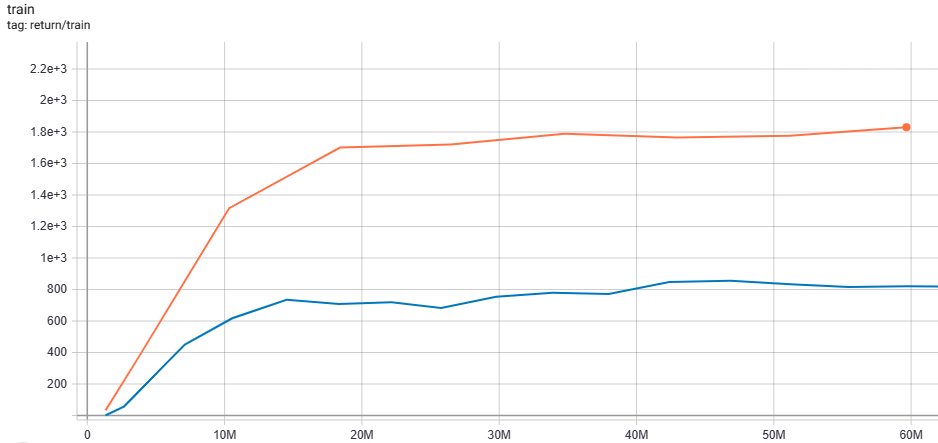 train
tag: return/train
2.2e+3
2e+3
1.8e+3
1.6e+3
1.4e+3
1.2e+3
1e+3
800
600
400
200
0 10M 20M 30M 40M 50M 60M